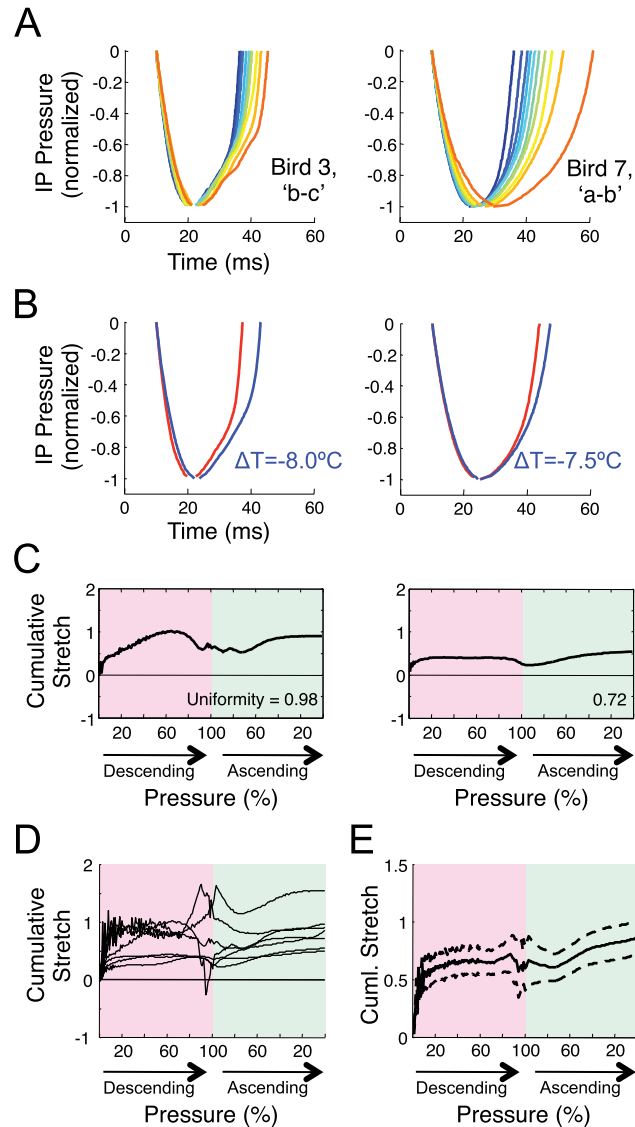 A
IP Pressure
(normalized)
0
-0.2
-0.4
-0.6
-0.8
-1
0 20 40 60
Time (ms)
Bird 3,
‘b-c’
0
-0.2
-0.4
-0.6
-0.8
-1
0 20 40 60
Bird 7,
‘a-b’
B
IP Pressure
(normalized)
0
-0.2
-0.4
-0.6
-0.8
-1
0 20 40 60
Time (ms)
ΔT=-8.0ºC
0
-0.2
-0.4
-0.6
-0.8
-1
0 20 40 60
ΔT=-7.5ºC
C
Cumulative
Stretch
2
1
0
-1
Uniformity = 0.98
20 60 100 60 20
Descending Ascending
Pressure (%)
2
1
0
-1
0.72
20 60 100 60 20
Descending Ascending
Pressure (%)
D
Cumulative
Stretch
2
1
0
-1
20 60 100 60 20
Descending Ascending
Pressure (%)
E
Cuml. Stretch
1.5
1
0.5
0
20 60 100 60 20
Descending Ascending
Pressure (%)